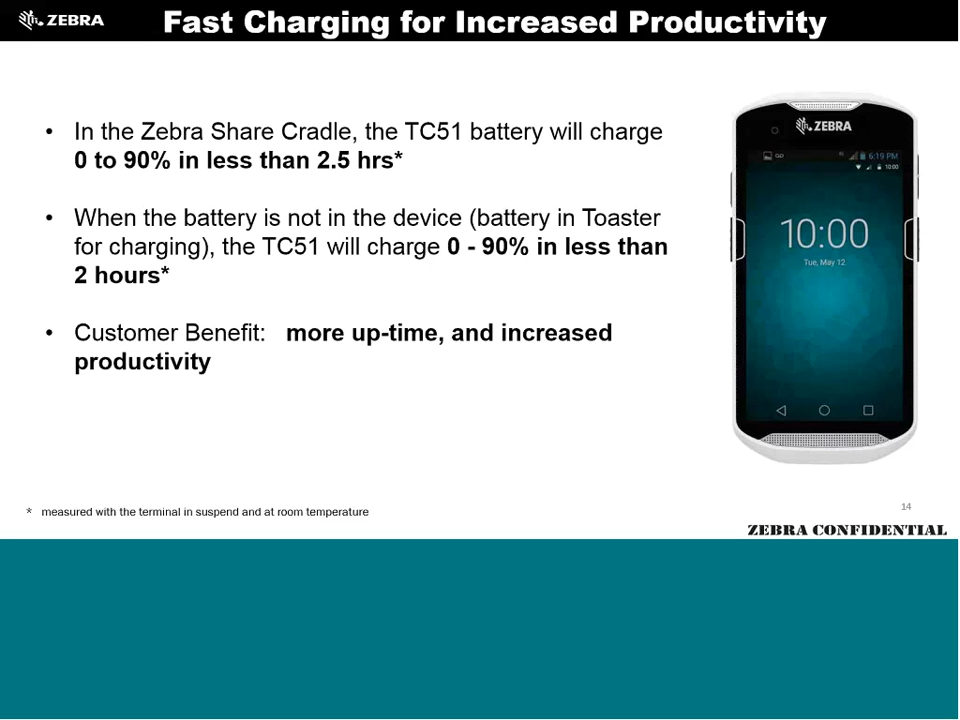 ZEBRA
Fast Charging for Increased Productivity
• In the Zebra Share Cradle, the TC51 battery will charge
0 to 90% in less than 2.5 hrs*
• When the battery is not in the device (battery in Toaster
for charging), the TC51 will charge 0 - 90% in less than
2 hours*
• Customer Benefit: more up-time, and increased
productivity
ZEBRA
6:19 PM
10:00
10:00
Tue, May 12
* measured with the terminal in suspend and at room temperature
14
ZEBRA CONFIDENTIAL